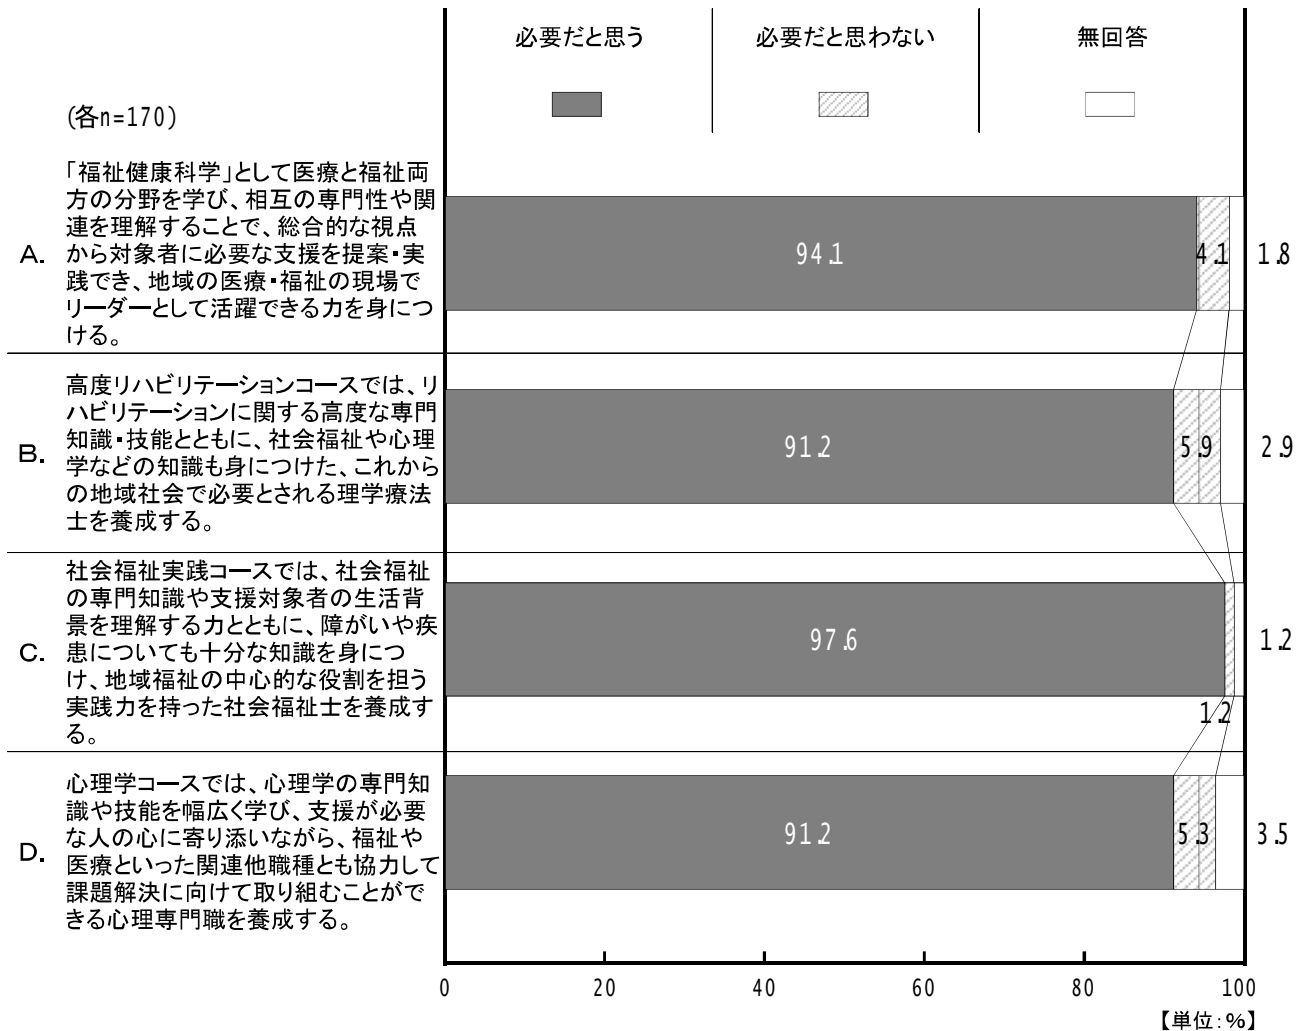 必要だと思う 必要だと思わない 無回答
(各n=170)
「福祉健康科学」として医療と福祉両
方の分野を学び、相互の専門性や関
連を理解することで、総合的な視点
A. から対象者に必要な支援を提案・実
践でき、地域の医療・福祉の現場で
リーダーとして活躍できる力を身につ
ける。
94.1 4.1 1.8
高度リハビリテーションコースでは、リ
ハビリテーションに関する高度な専門
知識・技能とともに、社会福祉や心理
B. 学などの知識も身につけた、これから
の地域社会で必要とされる理学療法
士を養成する。
91.2 5.9 2.9
社会福祉実践コースでは、社会福祉
の専門知識や支援対象者の生活背
景を理解する力とともに、障がいや疾
C. 患についても十分な知識を身につ
け、地域福祉の中心的な役割を担う
実践力を持った社会福祉士を養成す
る。
97.6 1.2 1.2
心理学コースでは、心理学の専門知
識や技能を幅広く学び、支援が必要
な人の心に寄り添いながら、福祉や
D. 医療といった関連他職種とも協力して
課題解決に向けて取り組むことがで
きる心理専門職を養成する。
91.2 5.3 3.5
0 20 40 60 80 100
【単位:%】